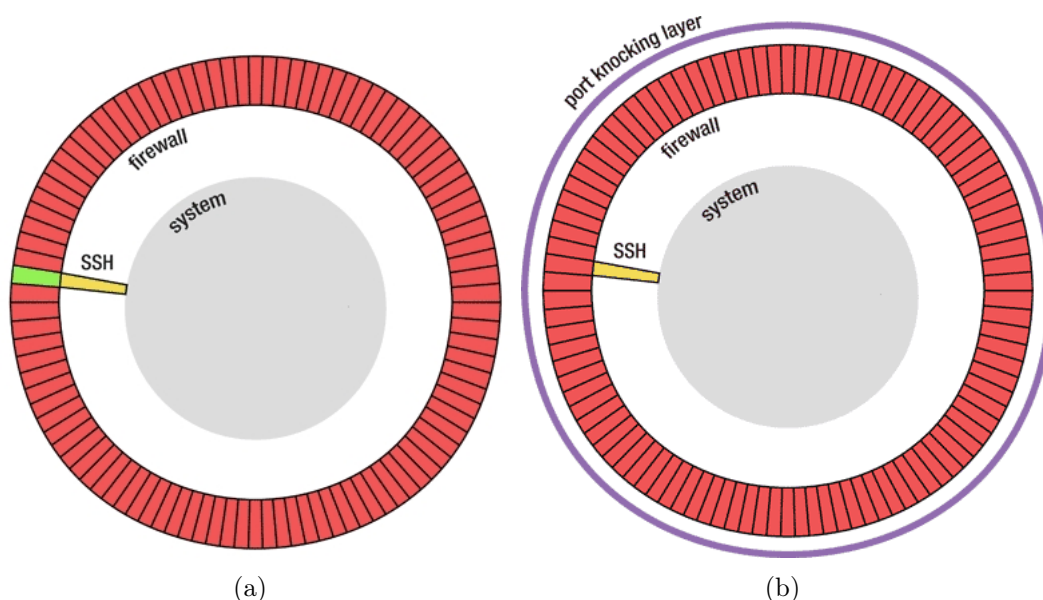 firewall
system
SSH
(a)
port knocking layer
firewall
system
SSH
(b)